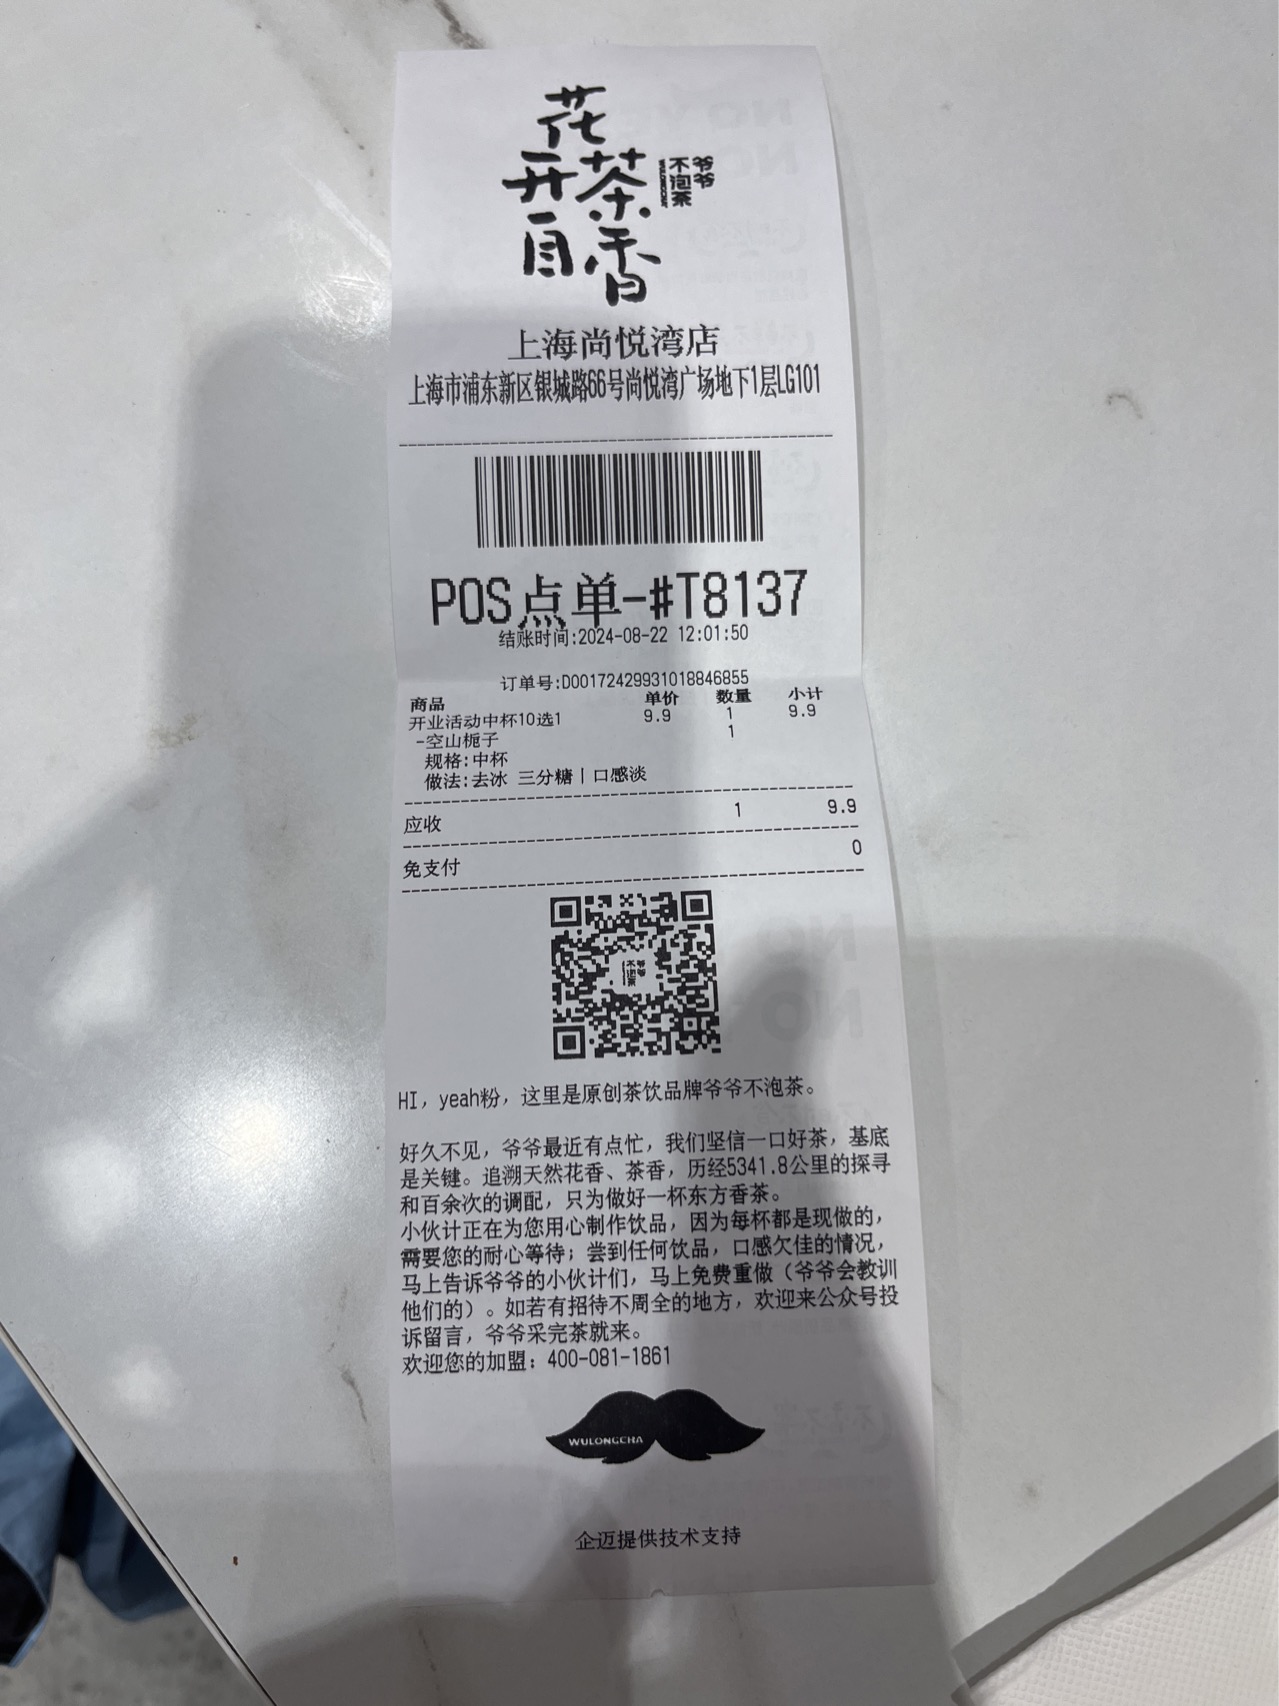 花开茶自香
爷爷不泡茶
上海尚悦湾店
上海市浦东新区银城路66号尚悦湾广场地下1层LG101
POS点单-#T8137
结账时间:2024-08-22 12:01:50
订单号:D00172429931018846855
商品 单价 数量 小计
开业活动中杯10选1 9.9 1 9.9
-空山栀子 1
规格:中杯
做法:去冰 三分糖|口感淡
应收 1 9.9
免支付 0
爷爷不泡茶
HI，yeah粉，这里是原创茶饮品牌爷爷不泡茶。
好久不见，爷爷最近有点忙，我们坚信一口好茶，基底
是关键。追溯天然花香、茶香，历经5341.8公里的探寻
和百余次的调配，只为做好一杯东方香茶。
小伙计正在为您用心制作饮品，因为每杯都是现做的，
需要您的耐心等待；尝到任何饮品，口感欠佳的情况，
马上告诉爷爷的小伙计们，马上免费重做（爷爷会教训
他们的）。如若有招待不周全的地方，欢迎来公众号投
诉留言，爷爷采完茶就来。
欢迎您的加盟：400-081-1861
WULONGCHA
企迈提供技术支持